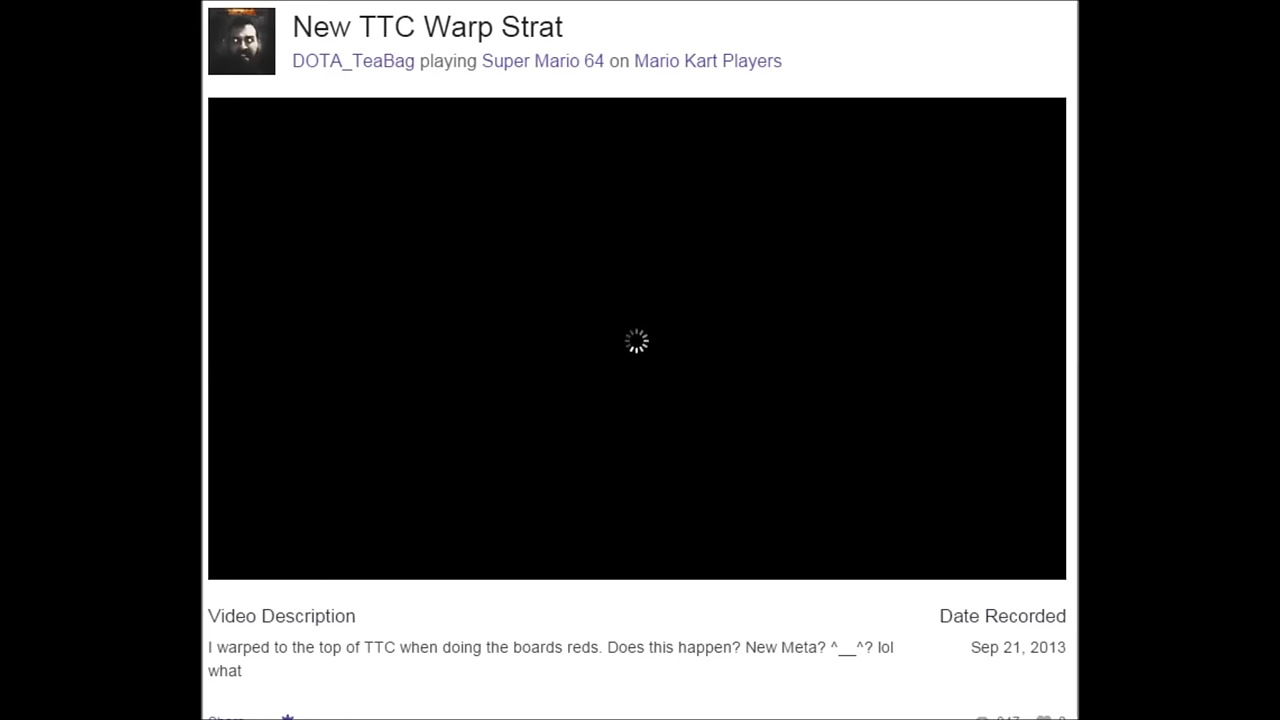 New TTC Warp Strat
DOTA_TeaBag playing Super Mario 64 on Mario Kart Players
Video Description
Date Recorded
I warped to the top of TTC when doing the boards reds. Does this happen? New Meta? ^__^? lol
what
Sep 21, 2013